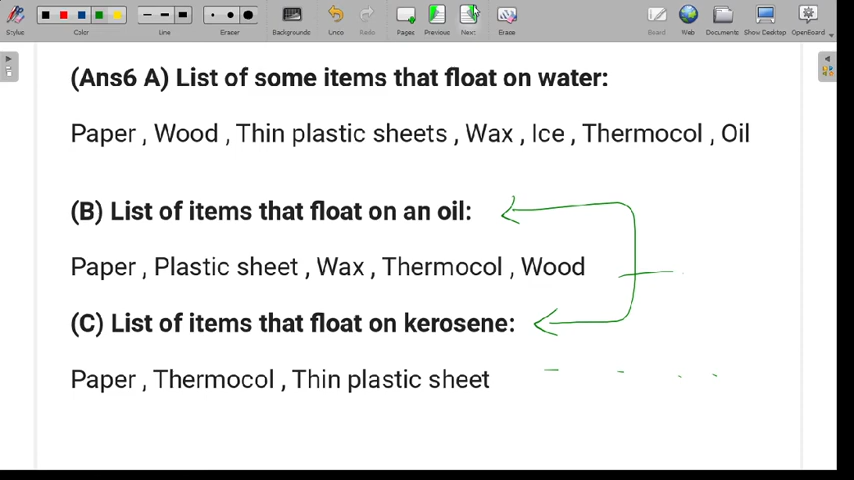 Stylus Color Line Eraser Backgrounds Undo Redo Pages Previous Next Erase Board Web Documents Show Desktop OpenBoard
(Ans6 A) List of some items that float on water:
Paper , Wood , Thin plastic sheets , Wax , Ice , Thermocol , Oil
(B) List of items that float on an oil:
Paper , Plastic sheet , Wax , Thermocol , Wood
(C) List of items that float on kerosene:
Paper , Thermocol , Thin plastic sheet